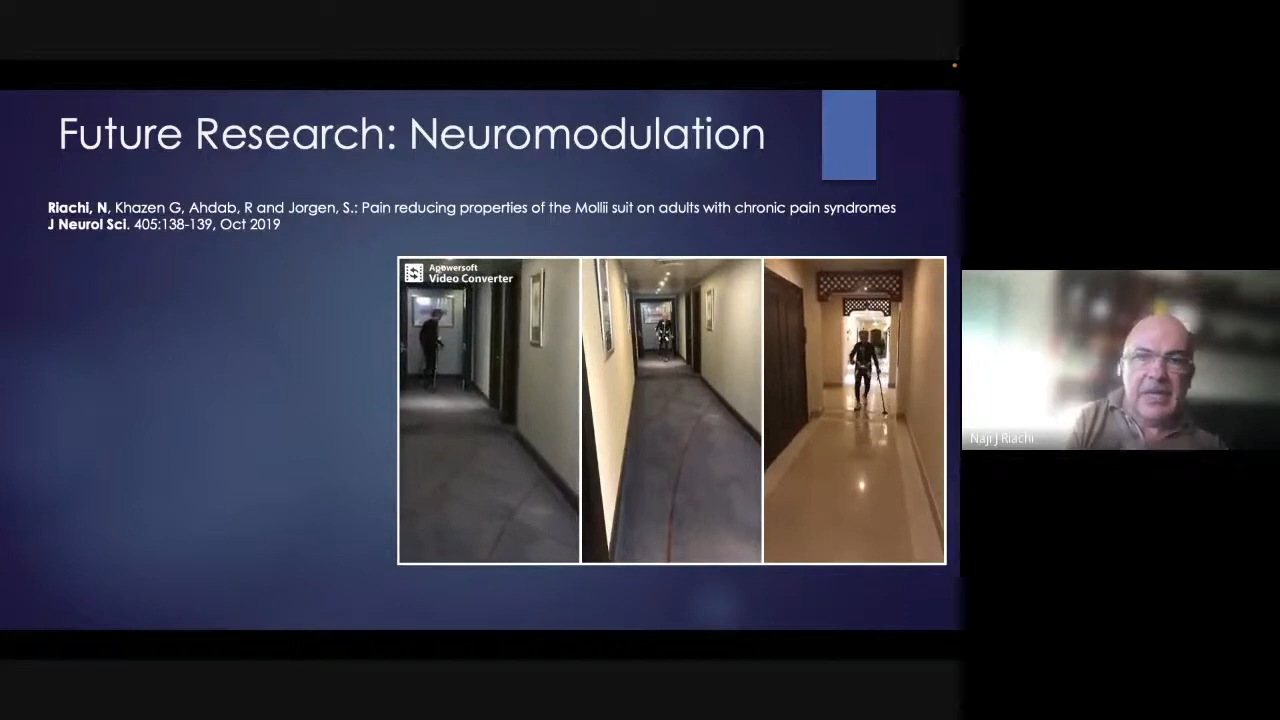 Future Research: Neuromodulation
Riachi, N, Khazen G, Ahdab, R and Jorgen, S.: Pain reducing properties of the Mollii suit on adults with chronic pain syndromes
J Neurol Sci. 405:138-139, Oct 2019
Apowersoft
Video Converter
Naji J Riachi